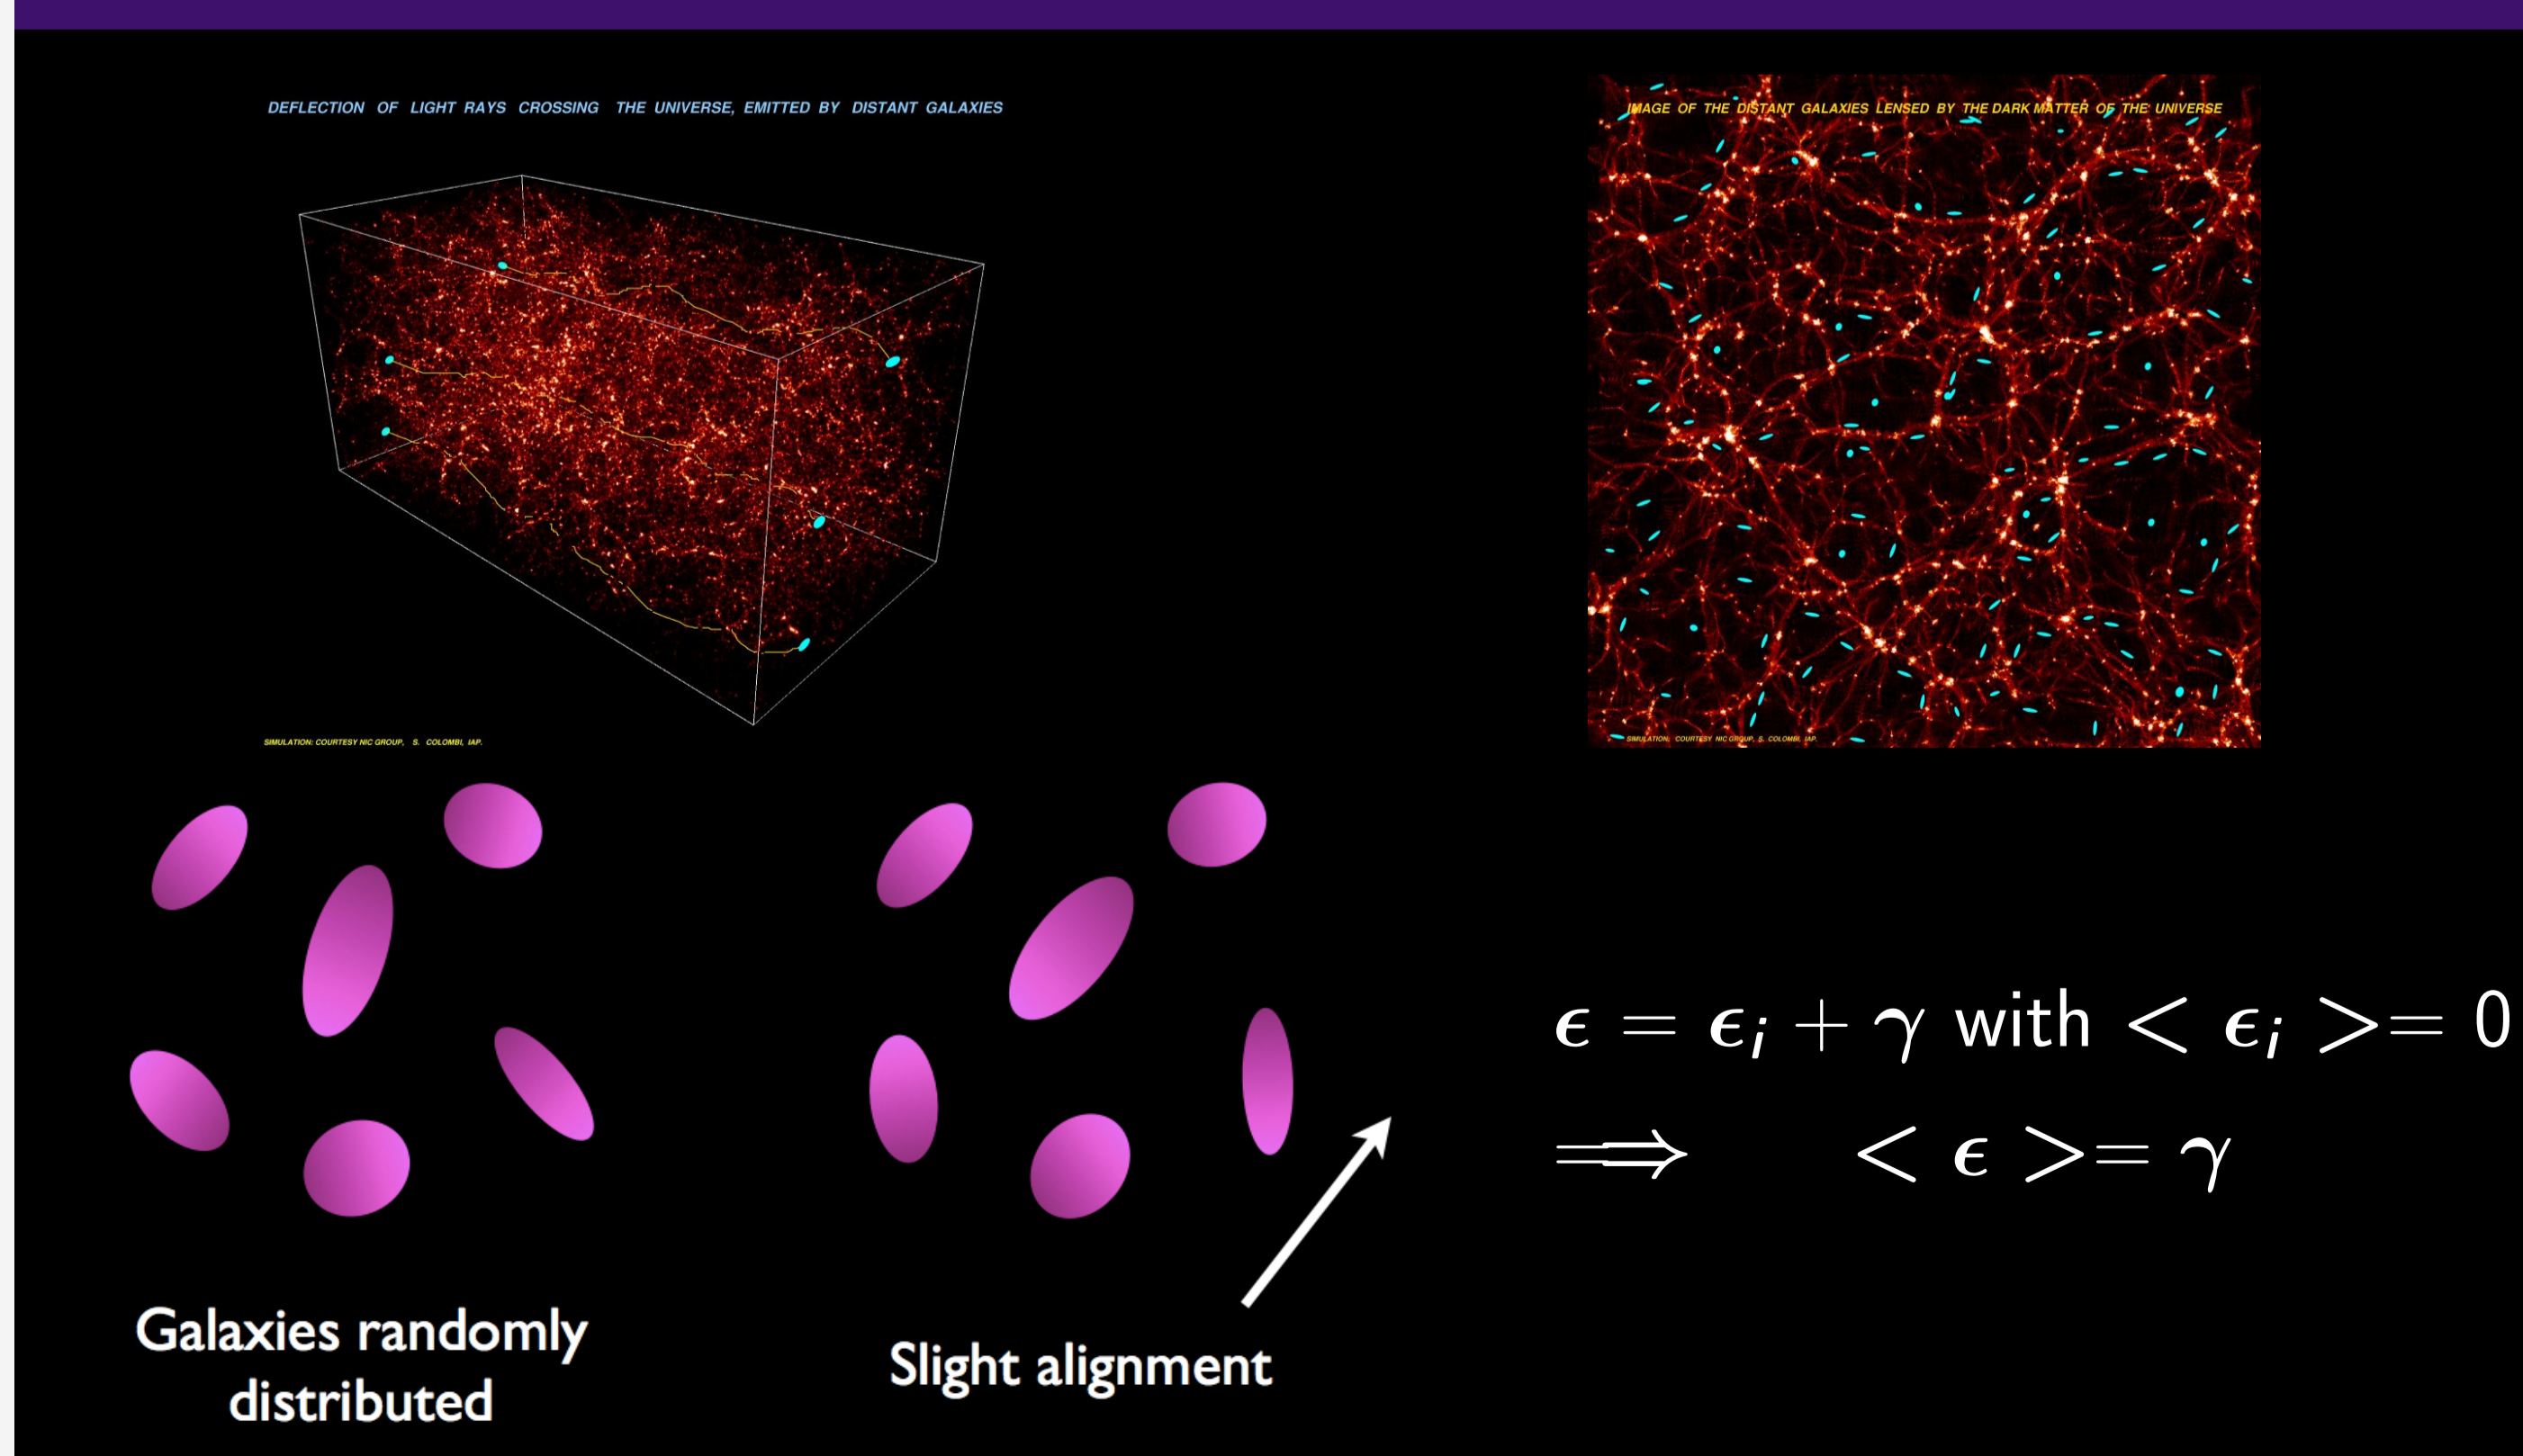 DEFLECTION OF LIGHT RAYS CROSSING THE UNIVERSE, EMITTED BY DISTANT GALAXIES
IMAGE OF THE DISTANT GALAXIES LENSED BY THE DARK MATTER OF THE UNIVERSE
SIMULATION: COURTESY NIC GROUP, S. COLOMBI, IAP.
SIMULATION: COURTESY NIC GROUP, S. COLOMBI, IAP.
ϵ = ϵᵢ + γ with < ϵᵢ >= 0
⟹ < ϵ >= γ
Galaxies randomly
distributed
Slight alignment